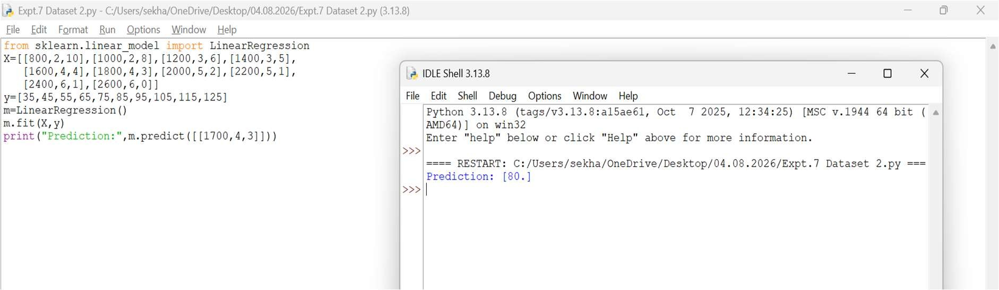 Expt.7 Dataset 2.py - C:/Users/sekha/OneDrive/Desktop/04.08.2026/Expt.7 Dataset 2.py (3.13.8)
File Edit Format Run Options Window Help
from sklearn.linear_model import LinearRegression
X=[[800,2,10],[1000,2,8],[1200,3,6],[1400,3,5],
   [1600,4,4],[1800,4,3],[2000,5,2],[2200,5,1],
   [2400,6,1],[2600,6,0]]
y=[35,45,55,65,75,85,95,105,115,125]
m=LinearRegression()
m.fit(X,y)
print("Prediction:",m.predict([[1700,4,3]]))
IDLE Shell 3.13.8
File Edit Shell Debug Options Window Help
Python 3.13.8 (tags/v3.13.8:a15ae61, Oct  7 2025, 12:34:25) [MSC v.1944 64 bit (
AMD64)] on win32
Enter "help" below or click "Help" above for more information.
>>>
==== RESTART: C:/Users/sekha/OneDrive/Desktop/04.08.2026/Expt.7 Dataset 2.py ===
Prediction: [80.]
>>>